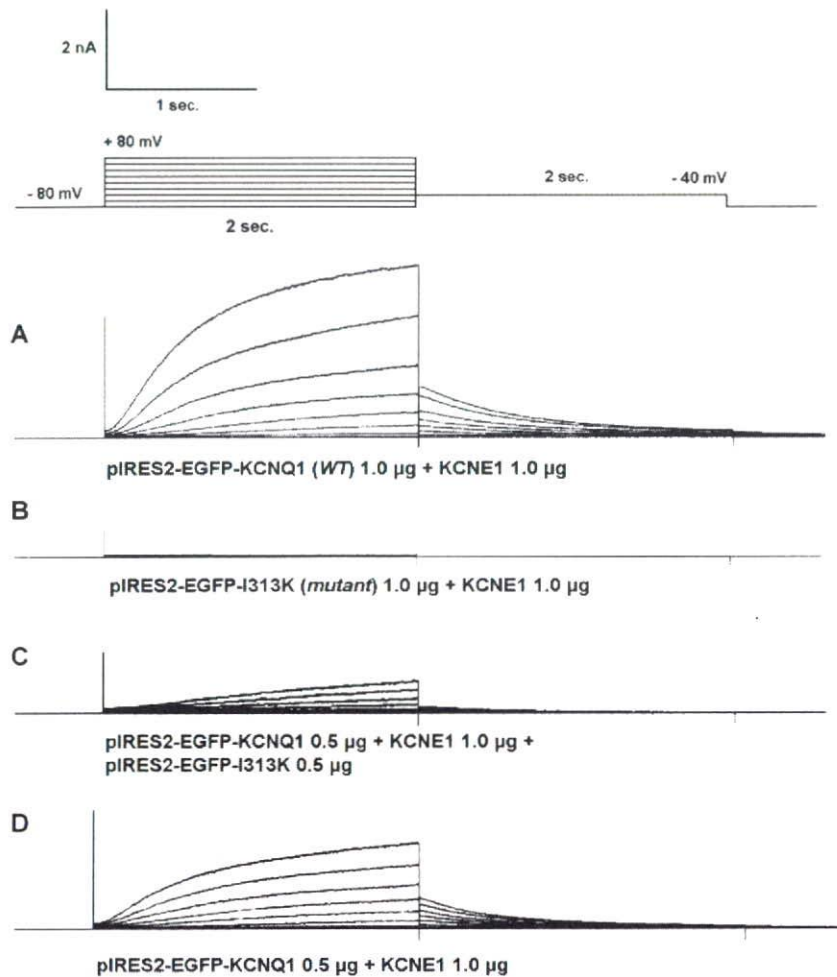 2 nA
1 sec.
+ 80 mV
- 80 mV
2 sec.
- 40 mV
2 sec.
A
pIRES2-EGFP-KCNQ1 (WT) 1.0 µg + KCNE1 1.0 µg
B
pIRES2-EGFP-I313K (mutant) 1.0 µg + KCNE1 1.0 µg
C
pIRES2-EGFP-KCNQ1 0.5 µg + KCNE1 1.0 µg +
pIRES2-EGFP-I313K 0.5 µg
D
pIRES2-EGFP-KCNQ1 0.5 µg + KCNE1 1.0 µg